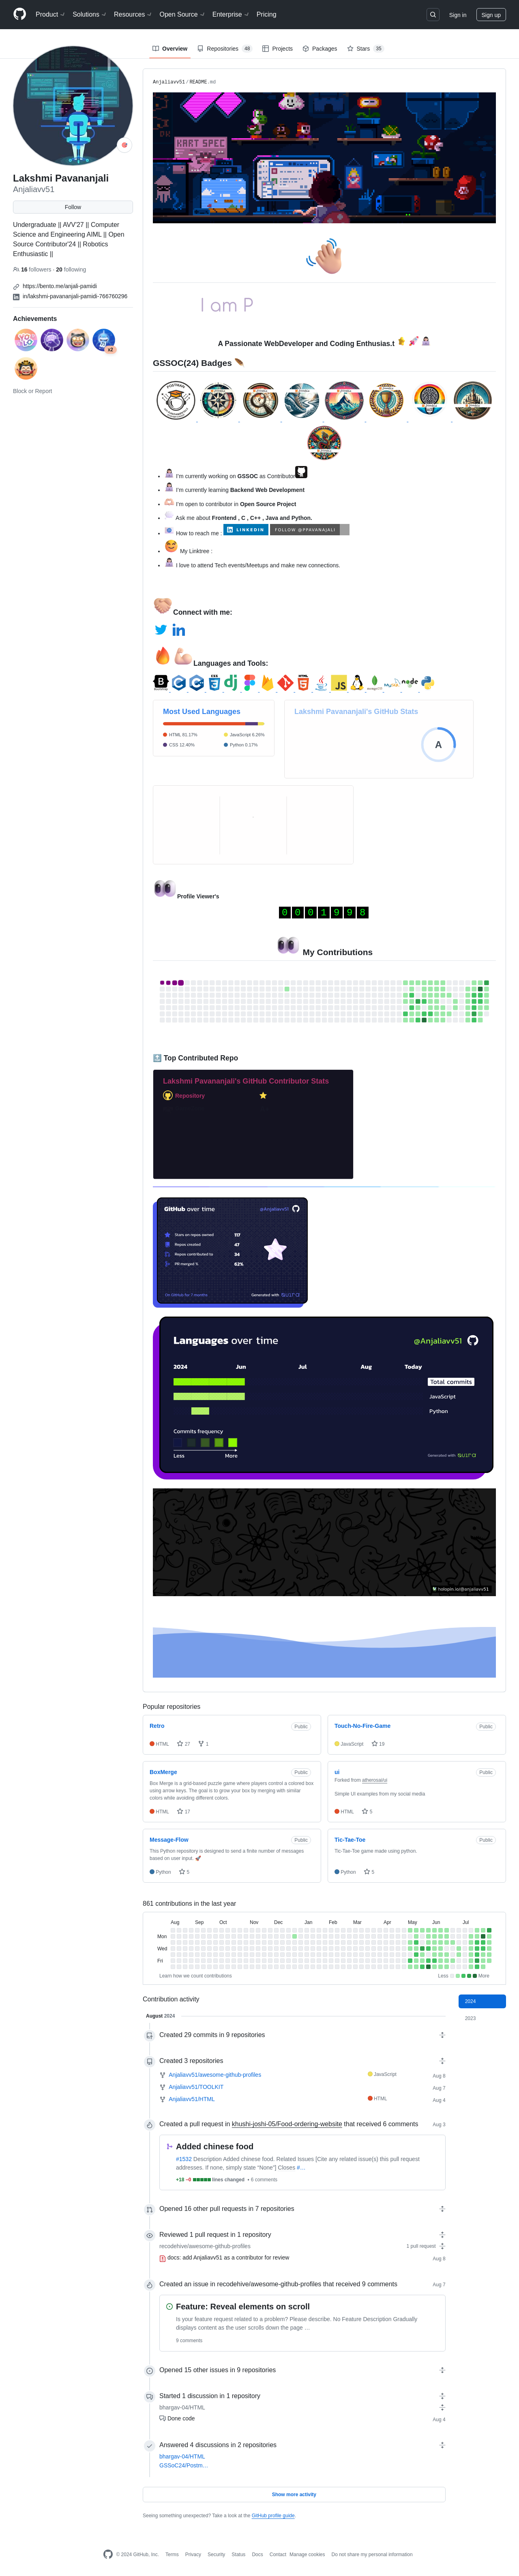 Product
Solutions
Resources
Open Source
Enterprise
Pricing
Sign in
Sign up
Overview
Repositories 48
Projects
Packages
Stars 35
Lakshmi Pavananjali
Anjaliavv51
Follow
Undergraduate || AVV'27 || Computer
Science and Engineering AIML || Open
Source Contributor'24 || Robotics
Enthusiastic ||
16 followers · 20 following
https://bento.me/anjali-pamidi
in/lakshmi-pavananjali-pamidi-766760296
Achievements
x2
Block or Report
Anjaliavv51 / README.md
I am P
A Passionate WebDeveloper and Coding Enthusias.t
GSSOC(24) Badges
I'm currently working on GSSOC as Contributor
I'm currently learning Backend Web Development
I'm open to contributor in Open Source Project
Ask me about Frontend , C , C++ , Java and Python.
How to reach me : LINKEDIN FOLLOW @PRAVANAJALI
My Linktree :
I love to attend Tech events/Meetups and make new connections.
Connect with me:
Languages and Tools:
Most Used Languages
HTML 81.17%
JavaScript 6.26%
CSS 12.40%
Python 0.17%
Lakshmi Pavananjali's GitHub Stats
A
Profile Viewer's
0001998
My Contributions
Top Contributed Repo
Lakshmi Pavananjali's GitHub Contributor Stats
Repository
GitHub over time
@Anjaliavv51
Stars on repos owned 117
Repos created 47
Repos contributed to 34
PR merged % 62%
On GitHub for 7 months
Generated with quira
Languages over time
@Anjaliavv51
2024 Jun Jul Aug Today
Total commits
JavaScript
Python
Commits frequency
Less More
Generated with quira
holopin.io/@anjaliavv51
Popular repositories
Retro Public
HTML 27 1
Touch-No-Fire-Game Public
JavaScript 19
BoxMerge Public
Box Merge is a grid-based puzzle game where players control a colored box
using arrow keys. The goal is to grow your box by merging with similar
colors while avoiding different colors.
HTML 17
ui Public
Forked from athemoaiui
Simple UI examples from my social media
HTML 5
Message-Flow Public
This Python repository is designed to send a finite number of messages
based on user input.
Python 5
Tic-Tae-Toe Public
Tic-Tae-Toe game made using python.
Python 5
861 contributions in the last year
Aug Sep Oct Nov Dec Jan Feb Mar Apr May Jun Jul
Mon
Wed
Fri
Learn how we count contributions
Less More
Contribution activity
2024
2023
August 2024
Created 29 commits in 9 repositories
Created 3 repositories
Anjaliavv51/awesome-github-profiles JavaScript Aug 8
Anjaliavv51/TOOLKIT Aug 7
Anjaliavv51/HTML HTML Aug 4
Created a pull request in khushi-joshi-05/Food-ordering-website that received 6 comments Aug 3
Added chinese food
#1532 Description Added chinese food. Related Issues [Cite any related issue(s) this pull request
addresses. If none, simply state “None”] Closes #…
+18 −6 lines changed • 6 comments
Opened 16 other pull requests in 7 repositories
Reviewed 1 pull request in 1 repository
recodehive/awesome-github-profiles 1 pull request
docs: add Anjaliavv51 as a contributor for review Aug 8
Created an issue in recodehive/awesome-github-profiles that received 9 comments Aug 7
Feature: Reveal elements on scroll
Is your feature request related to a problem? Please describe. No Feature Description Gradually
displays content as the user scrolls down the page …
9 comments
Opened 15 other issues in 9 repositories
Started 1 discussion in 1 repository
bhargav-04/HTML
Done code Aug 4
Answered 4 discussions in 2 repositories
bhargav-04/HTML
GSSoC24/Postm…
Show more activity
Seeing something unexpected? Take a look at the GitHub profile guide.
© 2024 GitHub, Inc.
Terms
Privacy
Security
Status
Docs
Contact
Manage cookies
Do not share my personal information